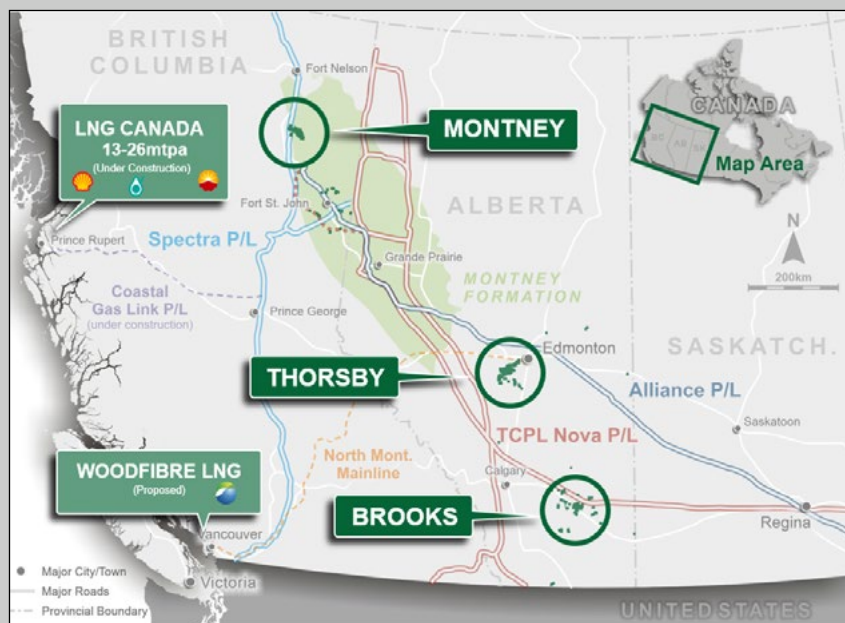 BRITISH
COLUMBIA
Fort Nelson
LNG CANADA
13-26mtpa
(Under Construction)
MONTNEY
CANADA
BC
AB
SK
Map Area
Fort St. John
ALBERTA
N
Prince Rupert
Spectra P/L
Grande Prairie
200km
MONTNEY
FORMATION
Coastal
Gas Link P/L
(under construction)
Prince George
SASKATCH.
Edmonton
THORSBY
Alliance P/L
Saskatoon
TCPL Nova P/L
North Mont.
Mainline
Calgary
WOODFIBRE LNG
(Proposed)
BROOKS
Regina
Vancouver
Major City/Town
Victoria
Major Roads
Provincial Boundary
UNITED STATES